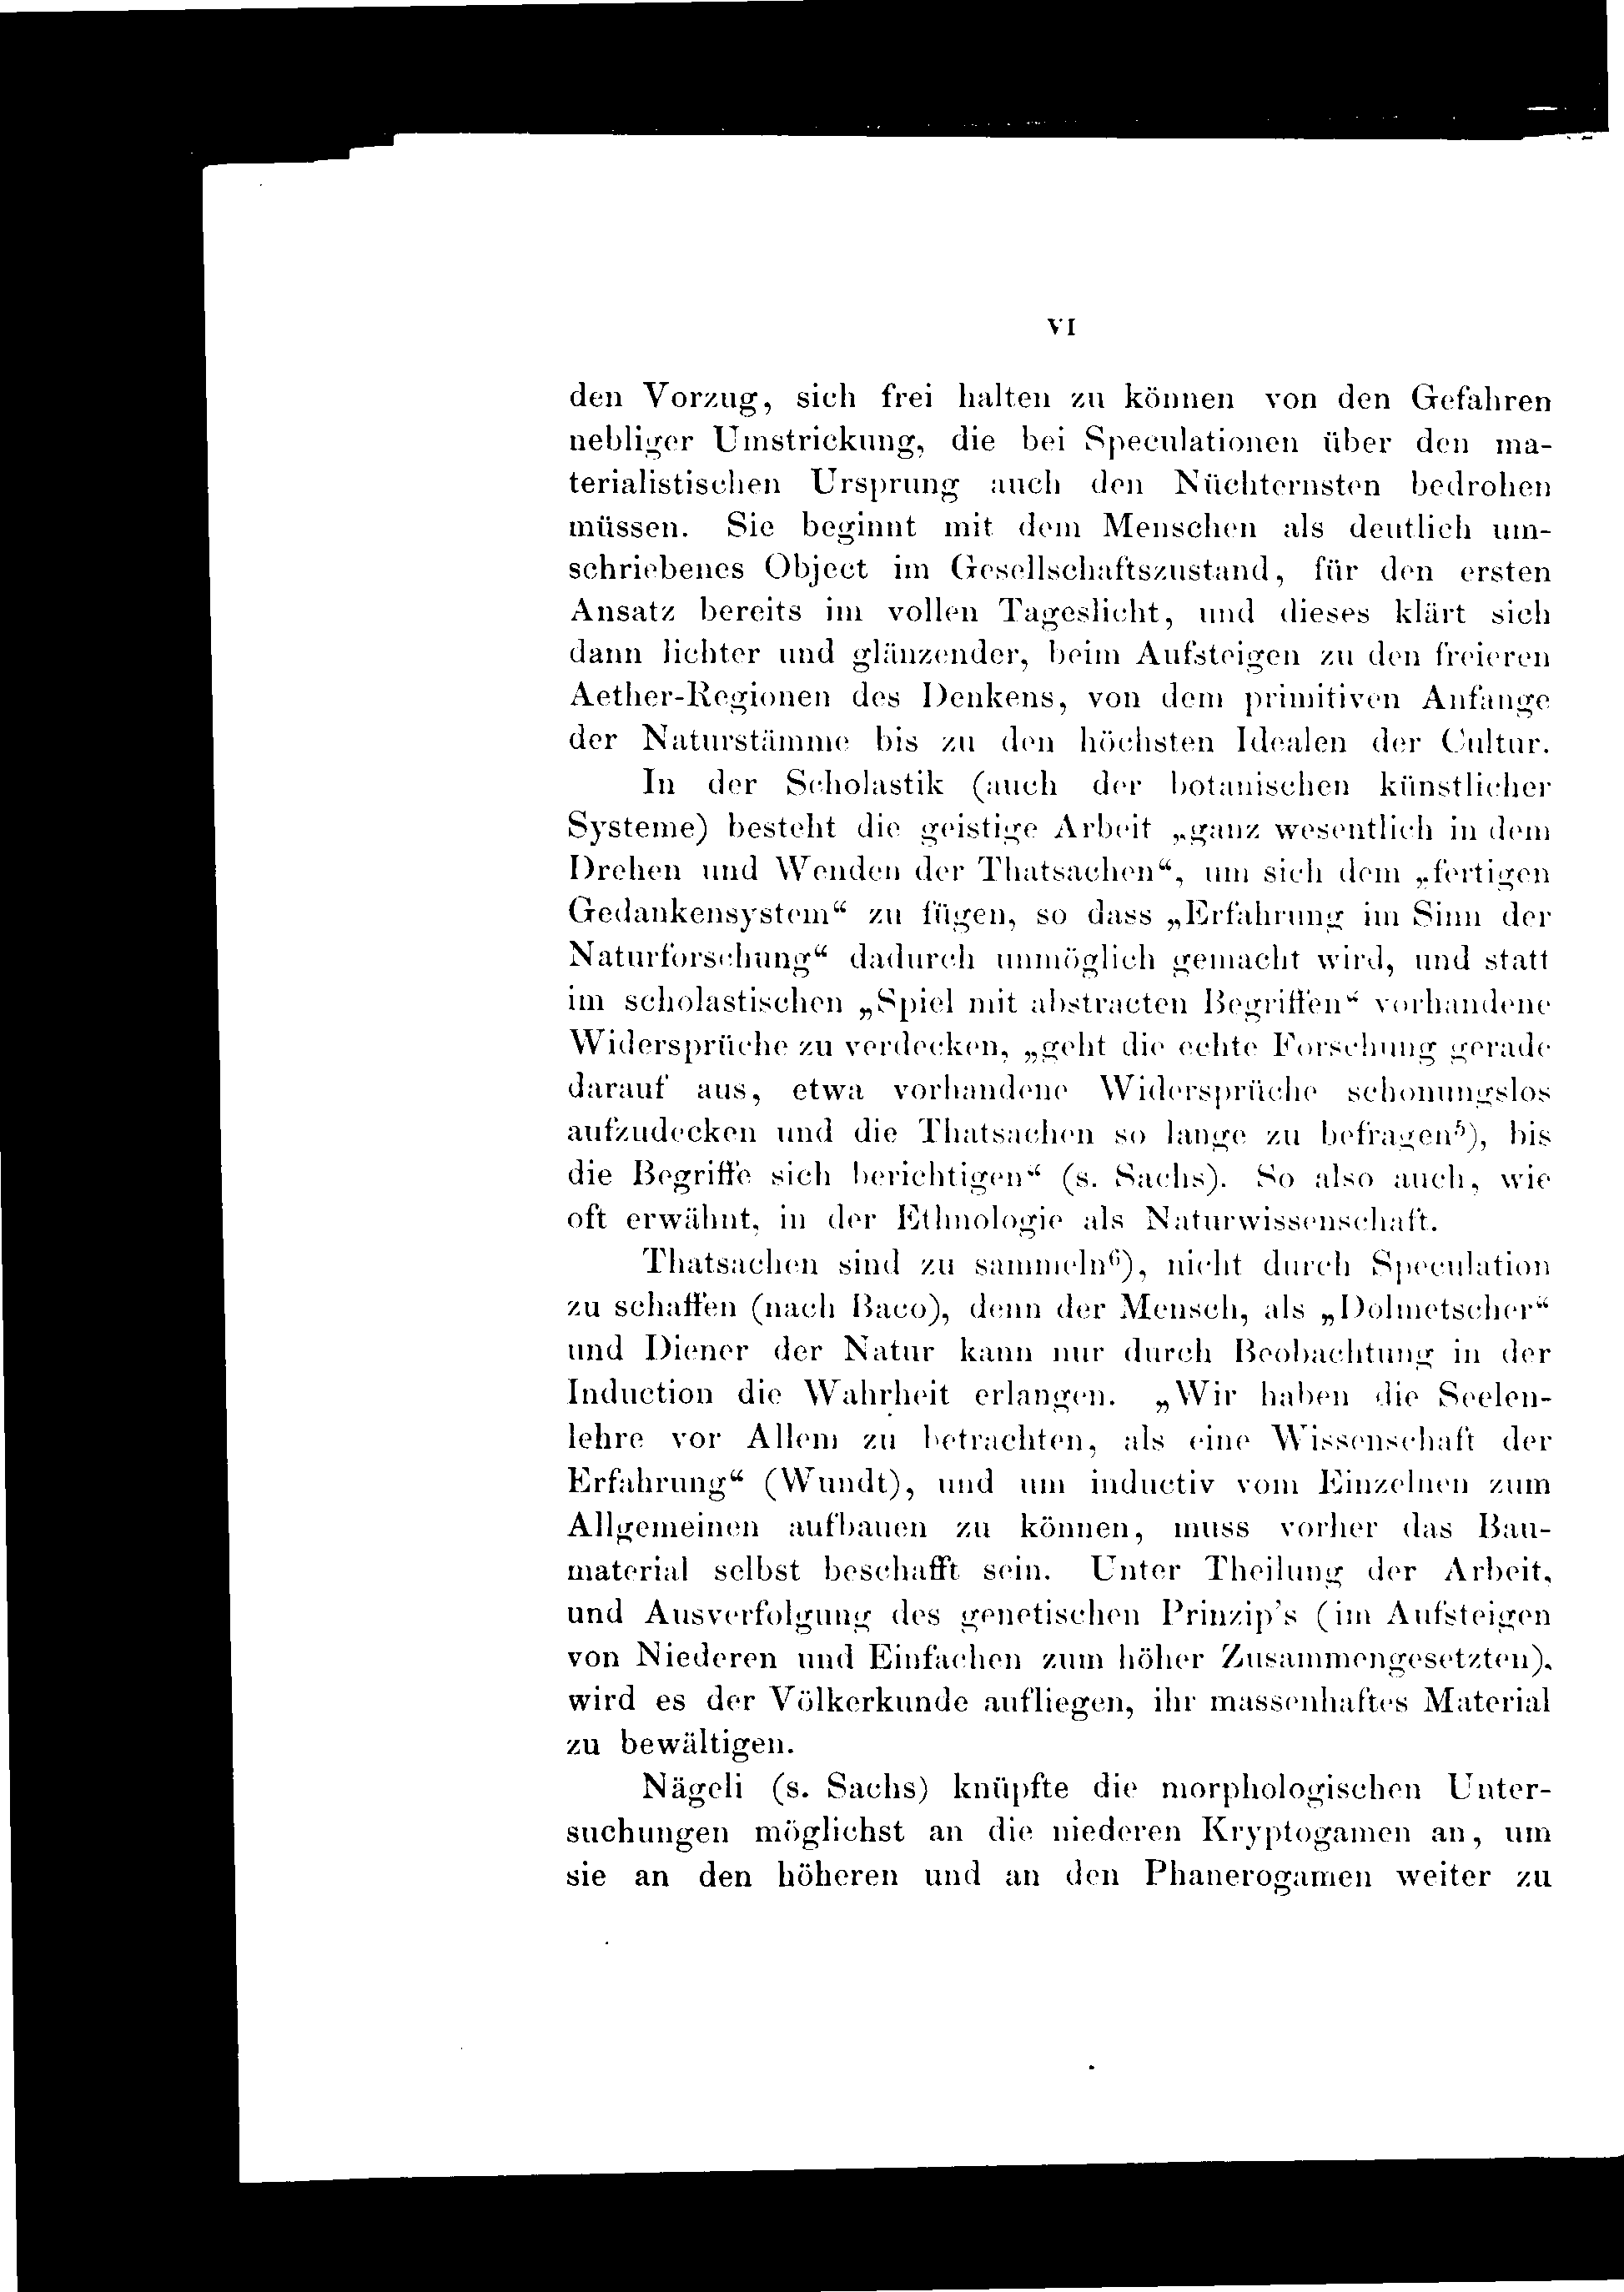 VI
den Vorzug, sich frei halten zu können von den Gefahren
nebliger Umstrickung, die bei Speculationen über den ma-
terialistischen Ursprung auch den Nüchternsten bedrohen
müssen. Sie beginnt mit dem Menschen als deutlich um-
schriebenes Object im Gesellschaftszustand, für den ersten
Ansatz bereits im vollen Tageslicht, und dieses klärt sich
dann lichter und glänzender, beim Aufsteigen zu den freieren
Aether-Regionen des Denkens, von dem primitiven Anfange
der Naturstämme bis zu den höchsten Idealen der Cultur.
In der Scholastik (auch der botanischen künstlicher
Systeme) besteht die geistige Arbeit „ganz wesentlich in dem
Drehen und Wenden der Thatsachen“, um sich dem „fertigen
Gedankensystem“ zu fügen, so dass „Erfahrung im Sinn der
Naturforschung“ dadurch unmöglich gemacht wird, und statt
im scholastischen „Spiel mit abstracten Begriffen“ vorhandene
Widersprüche zu verdecken, „geht die echte Forschung gerade
darauf aus, etwa vorhandene Widersprüche schonungslos
aufzudecken und die Thatsachen so lange zu befragen⁵), bis
die Begriffe sich berichtigen“ (s. Sachs). So also auch, wie
oft erwähnt, in der Ethnologie als Naturwissenschaft.
Thatsachen sind zu sammeln⁶), nicht durch Speculation
zu schaffen (nach Baco), denn der Mensch, als „Dolmetscher“
und Diener der Natur kann nur durch Beobachtung in der
Induction die Wahrheit erlangen. „Wir haben die Seelen-
lehre vor Allem zu betrachten, als eine Wissenschaft der
Erfahrung“ (Wundt), und um inductiv vom Einzelnen zum
Allgemeinen aufbauen zu können, muss vorher das Bau-
material selbst beschafft sein. Unter Theilung der Arbeit,
und Ausverfolgung des genetischen Prinzip's (im Aufsteigen
von Niederen und Einfachen zum höher Zusammengesetzten),
wird es der Völkerkunde aufliegen, ihr massenhaftes Material
zu bewältigen.
Nägeli (s. Sachs) knüpfte die morphologischen Unter-
suchungen möglichst an die niederen Kryptogamen an, um
sie an den höheren und an den Phanerogamen weiter zu